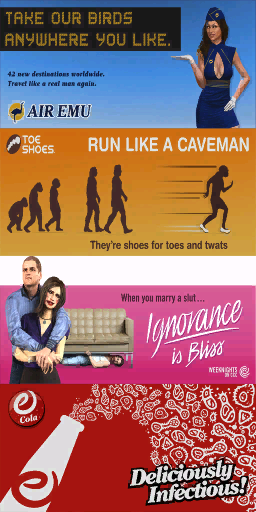 TAKE OUR BIRDS
ANYWHERE YOU LIKE.
42 new destinations worldwide.
Travel like a real man again.
AIR EMU
TOE
SHOES
RUN LIKE A CAVEMAN
They're shoes for toes and twats
When you marry a slut...
Ignorance
is Bliss
WEEKNIGHTS
ON CNT
e
Cola
Deliciously
Infectious!